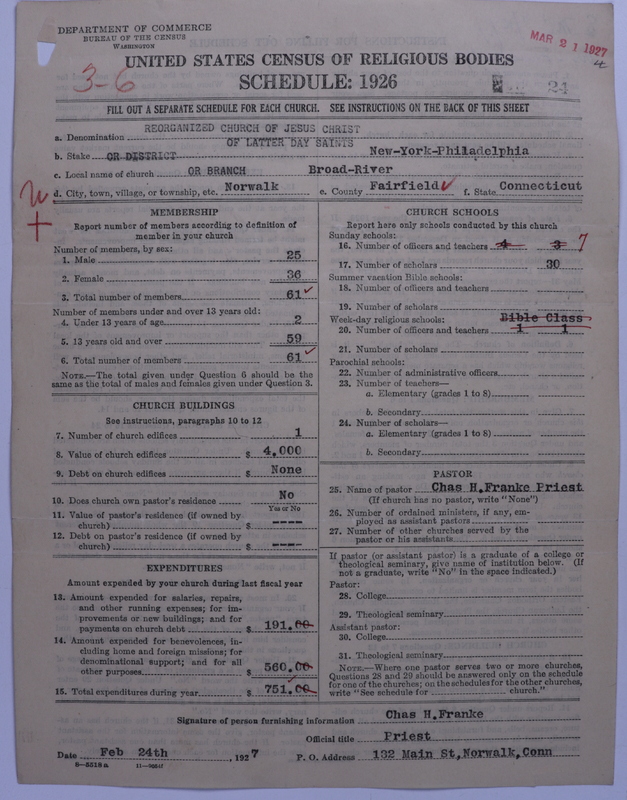 DEPARTMENT OF COMMERCE
BUREAU OF THE CENSUS
WASHINGTON
MAR 21 1927
4
3-6
UNITED STATES CENSUS OF RELIGIOUS BODIES
SCHEDULE: 1926
24
FILL OUT A SEPARATE SCHEDULE FOR EACH CHURCH. SEE INSTRUCTIONS ON THE BACK OF THIS SHEET
a. Denomination REORGANIZED CHURCH OF JESUS CHRIST
OF LATTER DAY SAINTS
b. Stake OR DISTRICT New-York-Philadelphia
c. Local name of church OR BRANCH Broad-River
d. City, town, village, or township, etc. Norwalk e. County Fairfield f. State Connecticut
MEMBERSHIP
Report number of members according to definition of
member in your church
Number of members, by sex:
1. Male 25
2. Female 36
3. Total number of members 61
Number of members under and over 13 years old:
4. Under 13 years of age 2
5. 13 years old and over 59
6. Total number of members 61
NOTE.—The total given under Question 6 should be the
same as the total of males and females given under Question 3.
CHURCH BUILDINGS
See instructions, paragraphs 10 to 12
7. Number of church edifices 1
8. Value of church edifices $ 4,000
9. Debt on church edifices $ None
10. Does church own pastor's residence No
Yes or No
11. Value of pastor's residence (if owned by
church) $ ----
12. Debt on pastor's residence (if owned by
church) $ ----
EXPENDITURES
Amount expended by your church during last fiscal year
13. Amount expended for salaries, repairs,
and other running expenses; for im-
provements or new buildings; and for
payments on church debt $ 191.00
14. Amount expended for benevolences, in-
cluding home and foreign missions; for
denominational support; and for all
other purposes $ 560.00
15. Total expenditures during year $ 751.00
CHURCH SCHOOLS
Report here only schools conducted by this church
Sunday schools:
16. Number of officers and teachers 4 3 7
17. Number of scholars 30
Summer vacation Bible schools:
18. Number of officers and teachers
19. Number of scholars
Week-day religious schools: Bible Class
20. Number of officers and teachers 1 1
21. Number of scholars
Parochial schools:
22. Number of administrative officers
23. Number of teachers—
a. Elementary (grades 1 to 8)
b. Secondary
24. Number of scholars—
a. Elementary (grades 1 to 8)
b. Secondary
PASTOR
25. Name of pastor Chas H.Franke Priest
(If church has no pastor, write "None")
26. Number of ordained ministers, if any, em-
ployed as assistant pastors
27. Number of other churches served by the
pastor or his assistants
If pastor (or assistant pastor) is a graduate of a college or
theological seminary, give name of institution below. (If
not a graduate, write "No" in the space indicated.)
Pastor:
28. College
29. Theological seminary
Assistant pastor:
30. College
31. Theological seminary
NOTE.—Where one pastor serves two or more churches,
Questions 28 and 29 should be answered only on the schedule
for one of the churches; on the schedules for the other churches,
write "See schedule for church."
Signature of person furnishing information Chas H.Franke
Official title Priest
Date Feb 24th, 1927 P. O. Address 132 Main St,Norwalk,Conn
8-5518a